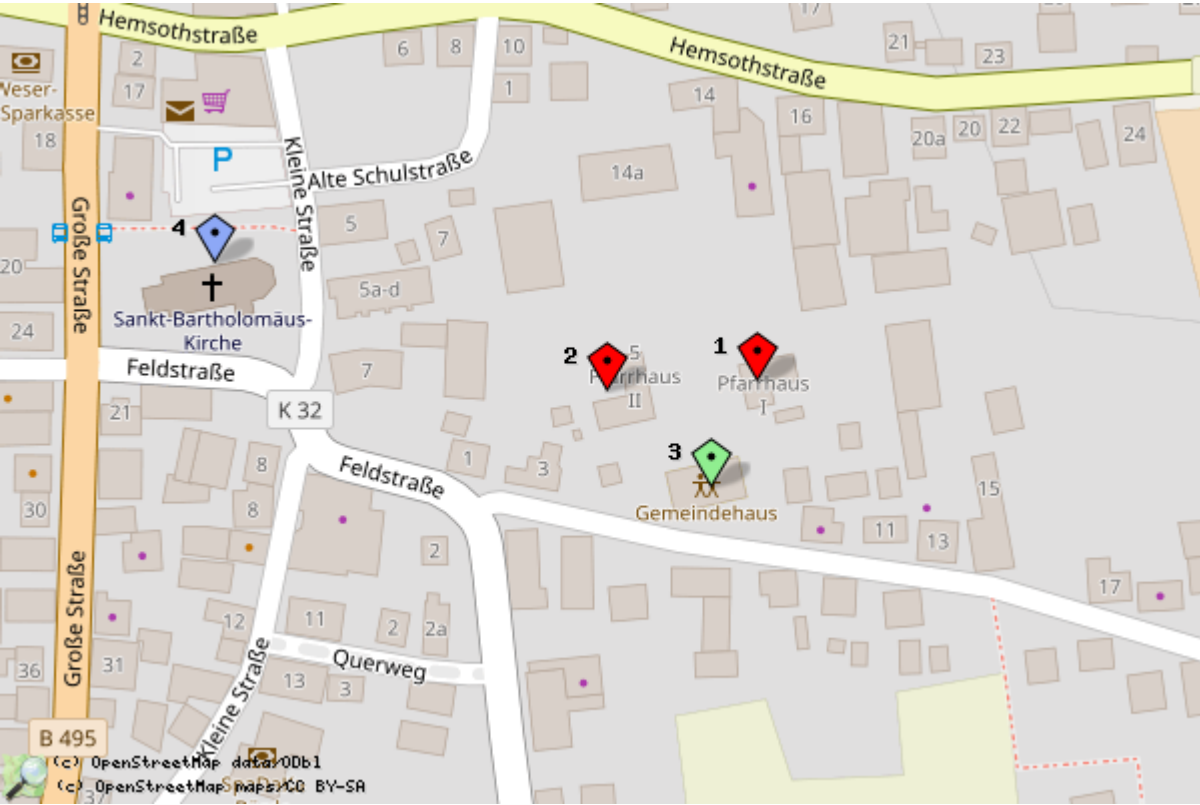 Hemsothstraße
Hemsothstraße
17
21
23
6
8
10
2
17
Weser-
Sparkasse
18
1
14
16
20a
20
22
24
P
Kleine Straße
Alte Schulstraße
14a
Große Straße
4
5
7
20
5a-d
Sankt-Bartholomäus-
Kirche
24
Feldstraße
7
2
5
Pfarrhaus
II
1
Pfarrhaus
I
K 32
21
3
8
1
3
Feldstraße
Gemeindehaus
15
30
8
11
13
2
17
Große Straße
12
11
2
2a
Querweg
31
36
13
3
Kleine Straße
B 495
(c) OpenStreetMap data/ODbl
(c) OpenStreetMap maps/CC BY-SA
37